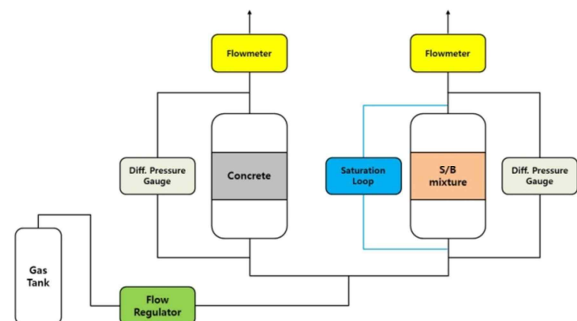 Flowmeter
Flowmeter
Diff. Pressure
Gauge
Concrete
Saturation
Loop
S/B
mixture
Diff. Pressure
Gauge
Gas
Tank
Flow
Regulator